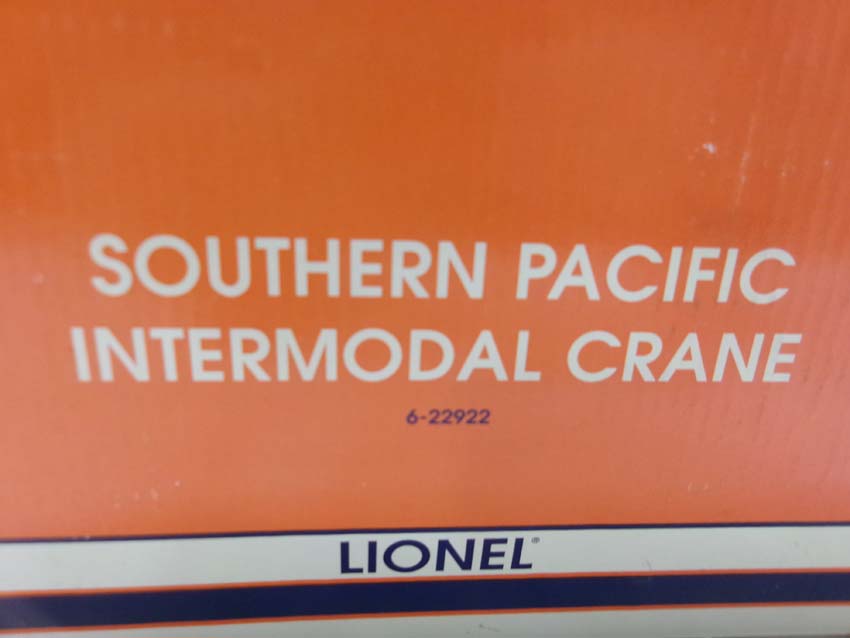 SOUTHERN PACIFIC
INTERMODAL CRANE
6-22922
LIONEL®